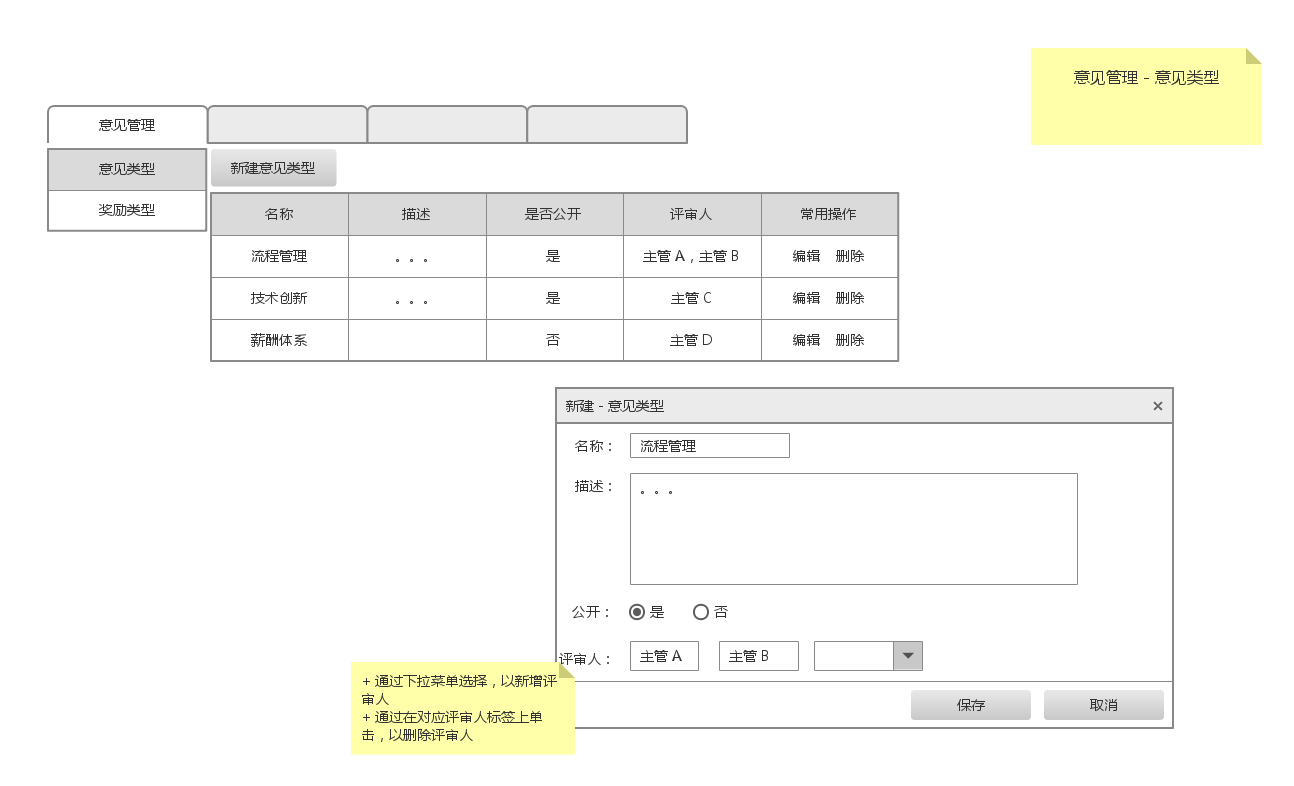 意见管理 - 意见类型
意见管理
意见类型
奖励类型
新建意见类型
名称 描述 是否公开 评审人 常用操作
流程管理 。。。 是 主管 A，主管 B 编辑 删除
技术创新 。。。 是 主管 C 编辑 删除
薪酬体系 否 主管 D 编辑 删除
新建 - 意见类型 ×
名称： 流程管理
描述： 。。。
公开： 是 否
评审人： 主管 A 主管 B
+ 通过下拉菜单选择，以新增评
审人
+ 通过在对应评审人标签上单
击，以删除评审人
保存 取消